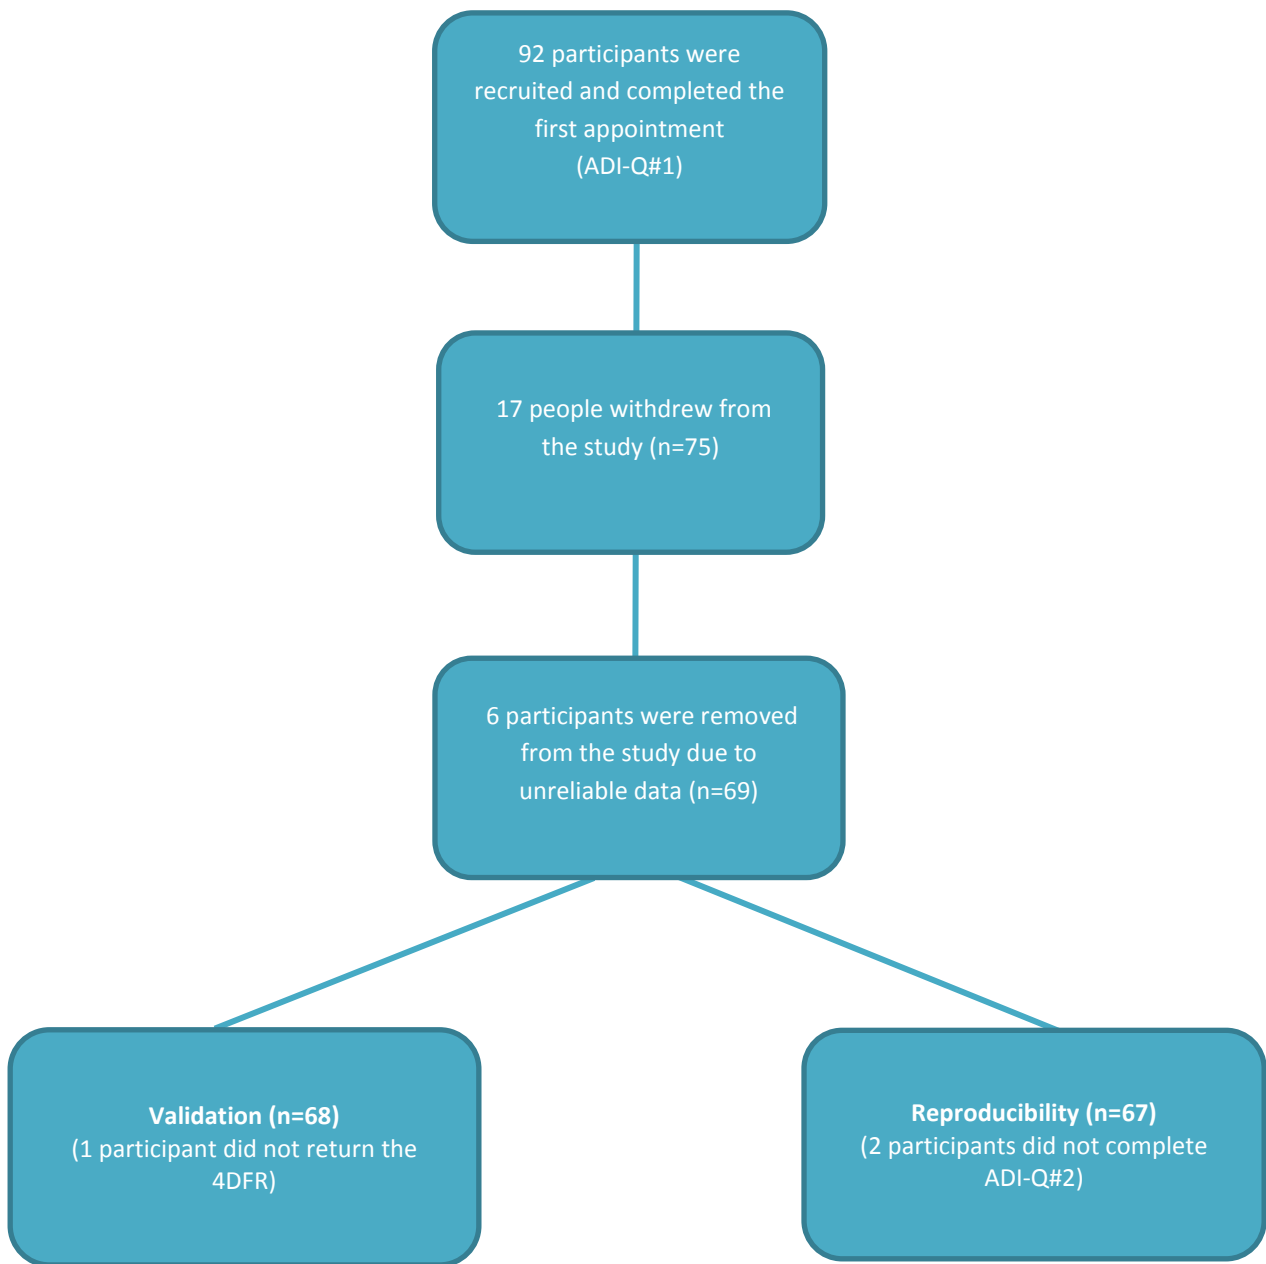 92 participants were
recruited and completed the
first appointment
(ADI-Q#1)
17 people withdrew from
the study (n=75)
6 participants were removed
from the study due to
unreliable data (n=69)
Validation (n=68)
(1 participant did not return the
4DFR)
Reproducibility (n=67)
(2 participants did not complete
ADI-Q#2)